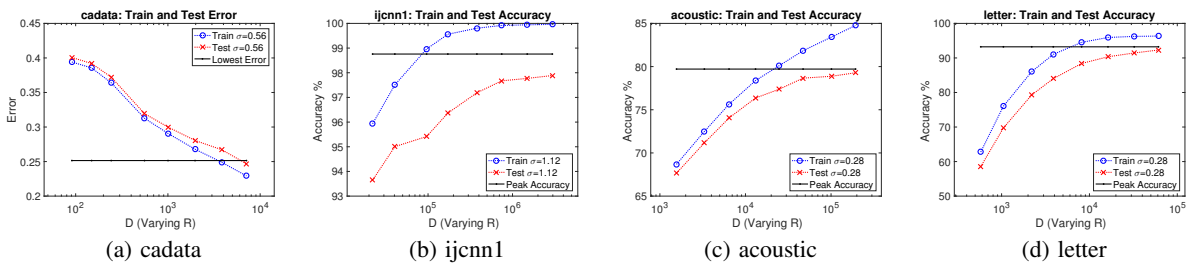 cadata: Train and Test Error
0.45
0.4
0.35
0.3
0.25
0.2
Error
10^2
10^3
10^4
D (Varying R)
Train σ=0.56
Test σ=0.56
Lowest Error
(a) cadata
ijcnn1: Train and Test Accuracy
100
99
98
97
96
95
94
93
Accuracy %
10^5
10^6
D (Varying R)
Train σ=1.12
Test σ=1.12
Peak Accuracy
(b) ijcnn1
acoustic: Train and Test Accuracy
85
80
75
70
65
Accuracy %
10^3
10^4
10^5
D (Varying R)
Train σ=0.28
Test σ=0.28
Peak Accuracy
(c) acoustic
letter: Train and Test Accuracy
100
90
80
70
60
50
Accuracy %
10^3
10^4
10^5
D (Varying R)
Train σ=0.28
Test σ=0.28
Peak Accuracy
(d) letter